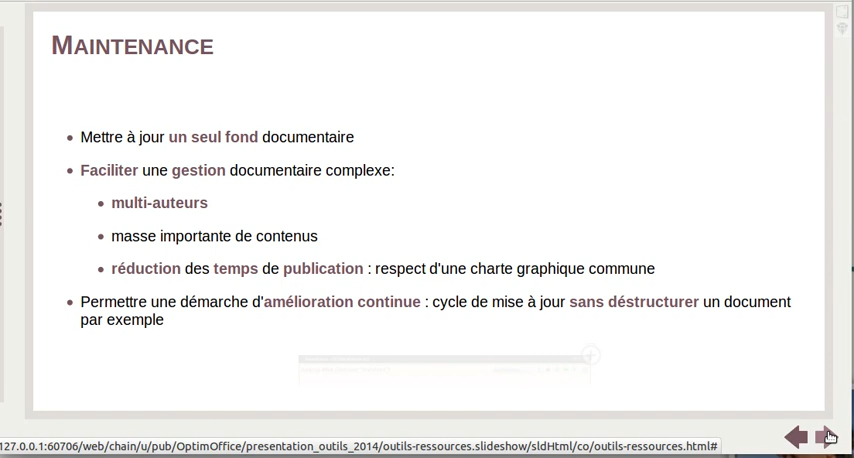 MAINTENANCE
Mettre à jour un seul fond documentaire
Faciliter une gestion documentaire complexe:
multi-auteurs
masse importante de contenus
réduction des temps de publication : respect d'une charte graphique commune
Permettre une démarche d'amélioration continue : cycle de mise à jour sans déstructurer un document
par exemple
127.0.0.1:60706/web/chain/u/pub/OptimOffice/presentation_outils_2014/outils-ressources.slideshow/sldHtml/co/outils-ressources.html#